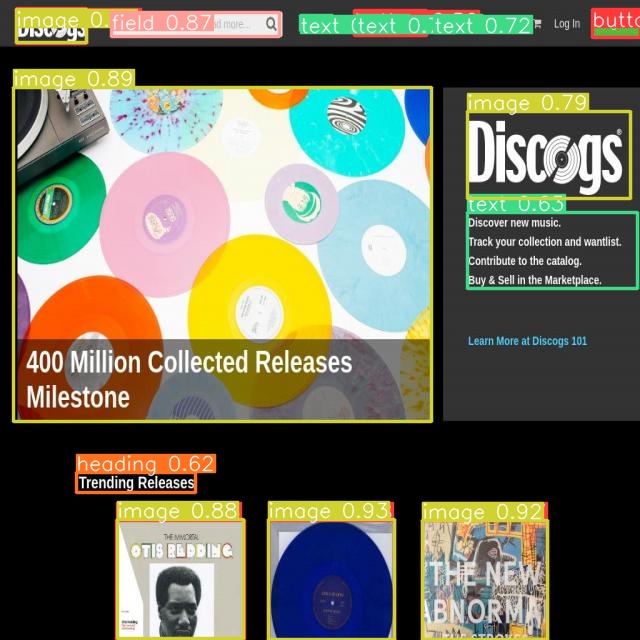 image 0.
field 0.87
nd more...
text (
text 0.
text 0.72
Log In
butto
Discogs
image 0.89
400 Million Collected Releases
Milestone
image 0.79
Discogs®
text 0.63
Discover new music.
Track your collection and wantlist.
Contribute to the catalog.
Buy & Sell in the Marketplace.
Learn More at Discogs 101
heading 0.62
Trending Releases
image 0.88
THE IMMORTAL
OTIS REDDING
image 0.93
image 0.92
THE NEW
ABNORMA